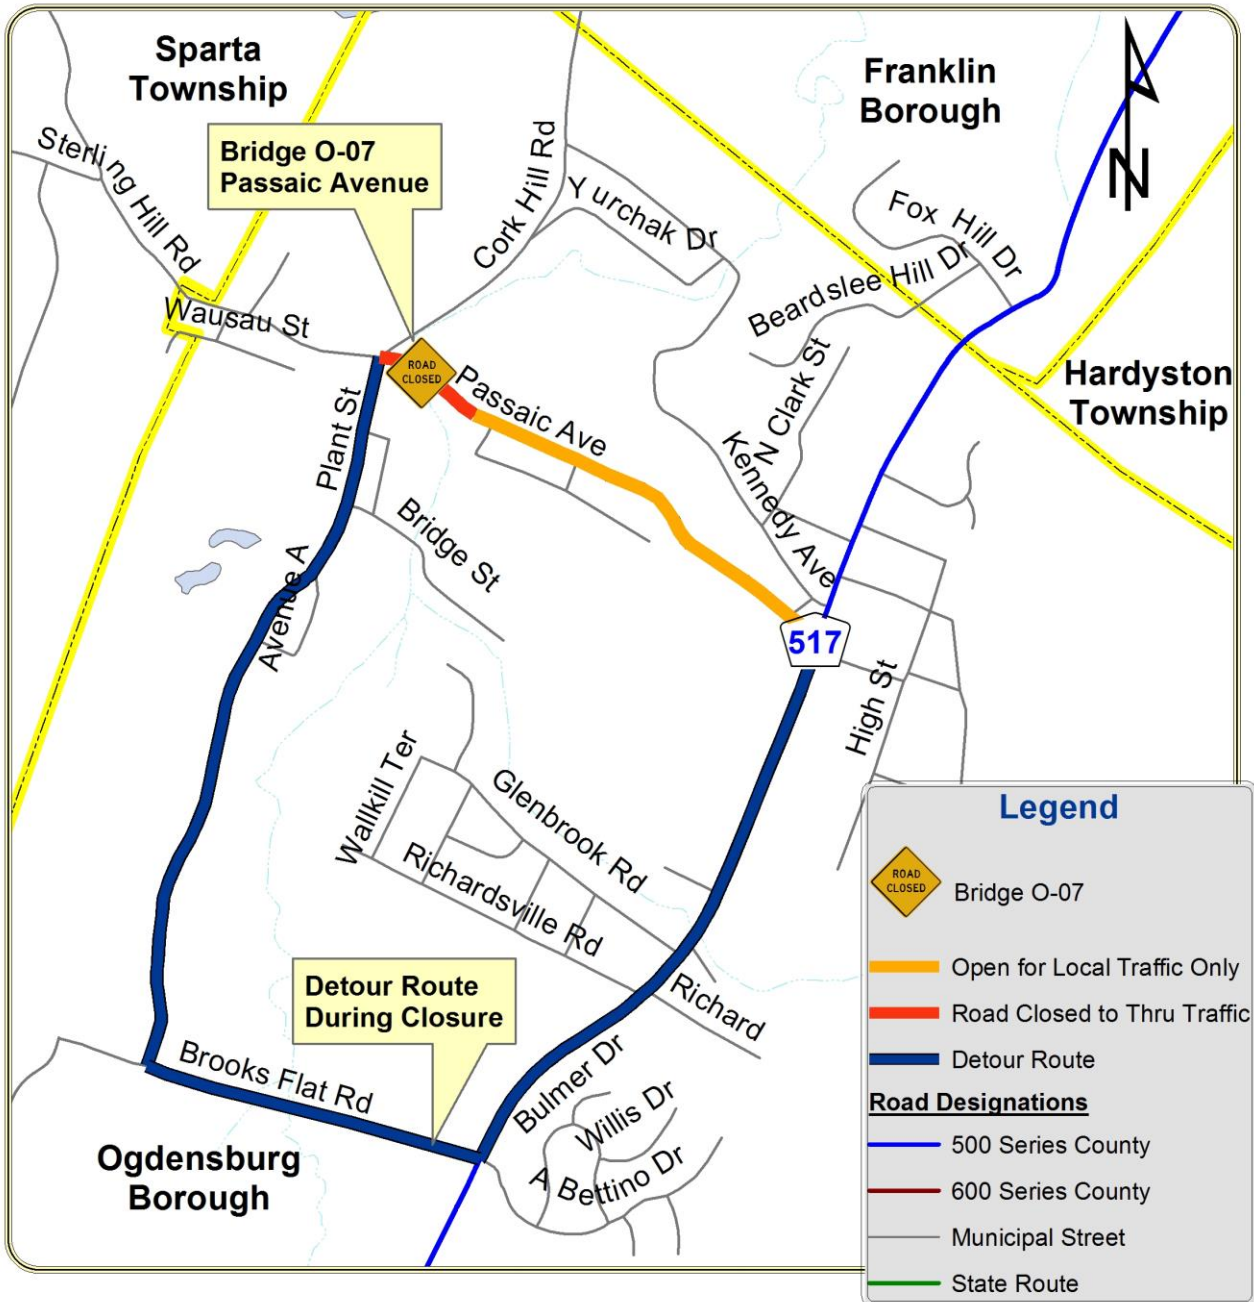 Sparta
Township
Franklin
Borough
N
Sterling Hill Rd
Bridge O-07
Passaic Avenue
Cork Hill Rd
Yurchak Dr
Fox Hill Dr
Beardslee Hill Dr
Wausau St
ROAD
CLOSED
Passaic Ave
N Clark St
Hardyston
Township
Plant St
Kennedy Ave
Bridge St
Avenue A
517
High St
Wallkill Ter
Glenbrook Rd
Richardsville Rd
Richard
Detour Route
During Closure
Brooks Flat Rd
Bulmer Dr
Willis Dr
A Bettino Dr
Ogdensburg
Borough
Legend
ROAD
CLOSED
Bridge O-07
Open for Local Traffic Only
Road Closed to Thru Traffic
Detour Route
Road Designations
500 Series County
600 Series County
Municipal Street
State Route